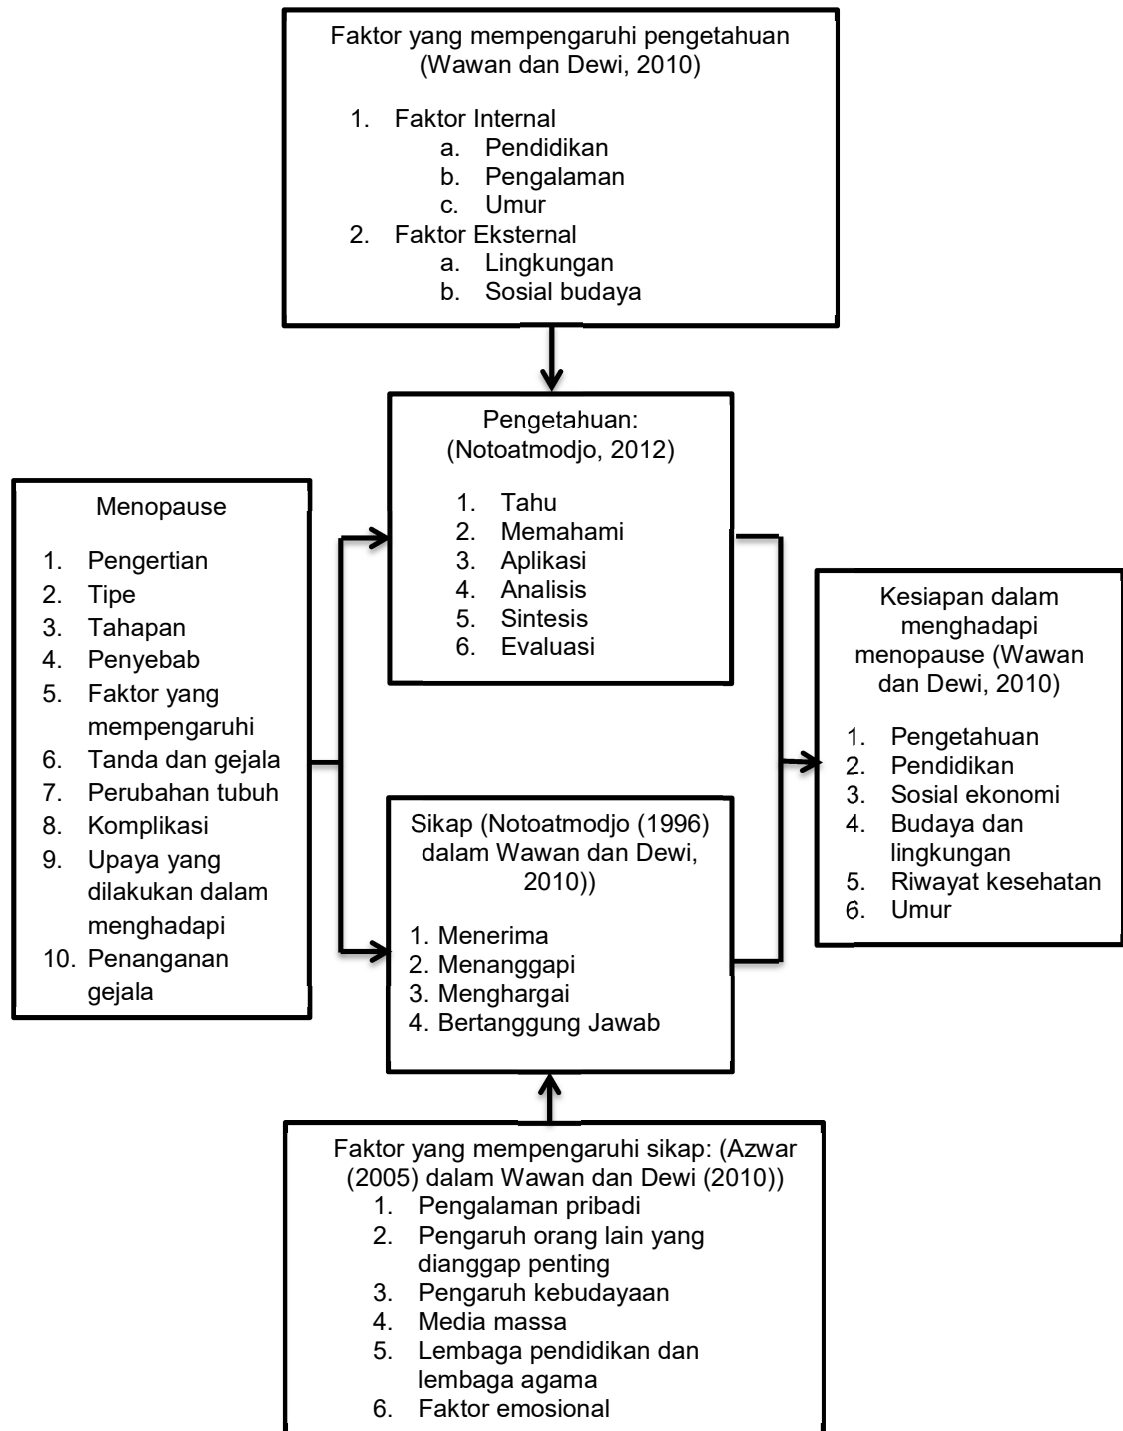 Faktor yang mempengaruhi pengetahuan
(Wawan dan Dewi, 2010)
1. Faktor Internal
a. Pendidikan
b. Pengalaman
c. Umur
2. Faktor Eksternal
a. Lingkungan
b. Sosial budaya
Pengetahuan:
(Notoatmodjo, 2012)
1. Tahu
2. Memahami
3. Aplikasi
4. Analisis
5. Sintesis
6. Evaluasi
Menopause
1. Pengertian
2. Tipe
3. Tahapan
4. Penyebab
5. Faktor yang
mempengaruhi
6. Tanda dan gejala
7. Perubahan tubuh
8. Komplikasi
9. Upaya yang
dilakukan dalam
menghadapi
10. Penanganan
gejala
Kesiapan dalam
menghadapi
menopause (Wawan
dan Dewi, 2010)
1. Pengetahuan
2. Pendidikan
3. Sosial ekonomi
4. Budaya dan
lingkungan
5. Riwayat kesehatan
6. Umur
Sikap (Notoatmodjo (1996)
dalam Wawan dan Dewi,
2010))
1. Menerima
2. Menanggapi
3. Menghargai
4. Bertanggung Jawab
Faktor yang mempengaruhi sikap: (Azwar
(2005) dalam Wawan dan Dewi (2010))
1. Pengalaman pribadi
2. Pengaruh orang lain yang
dianggap penting
3. Pengaruh kebudayaan
4. Media massa
5. Lembaga pendidikan dan
lembaga agama
6. Faktor emosional